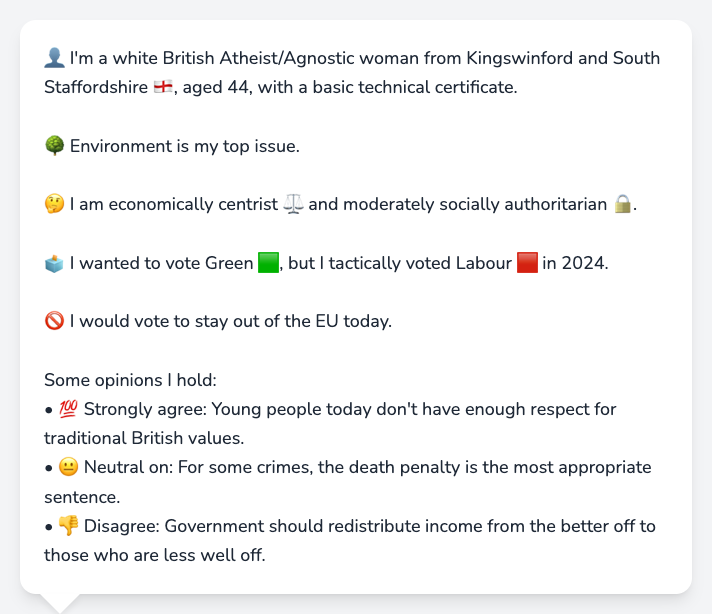 👤 I'm a white British Atheist/Agnostic woman from Kingswinford and South
Staffordshire 🏴󠁧󠁢󠁥󠁮󠁧󠁿, aged 44, with a basic technical certificate.
🌳 Environment is my top issue.
🤔 I am economically centrist ⚖️ and moderately socially authoritarian 🔒.
🗳️ I wanted to vote Green 🟩, but I tactically voted Labour 🟥 in 2024.
🚫 I would vote to stay out of the EU today.
Some opinions I hold:
• 💯 Strongly agree: Young people today don't have enough respect for
traditional British values.
• 😐 Neutral on: For some crimes, the death penalty is the most appropriate
sentence.
• 👎 Disagree: Government should redistribute income from the better off to
those who are less well off.